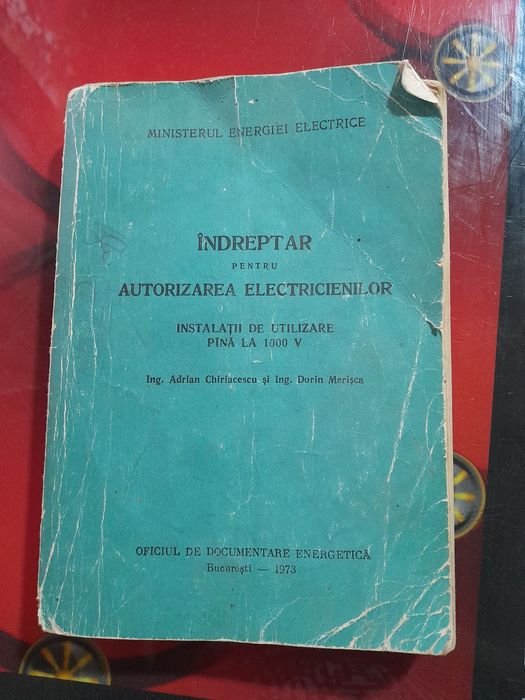 MINISTERUL ENERGIEI ELECTRICE
ÎNDREPTAR
PENTRU
AUTORIZAREA ELECTRICIENILOR
INSTALAȚII DE UTILIZARE
PÎNĂ LA 1000 V
Ing. Adrian Chiriacescu și Ing. Dorin Merișca
OFICIUL DE DOCUMENTARE ENERGETICĂ
București — 1973